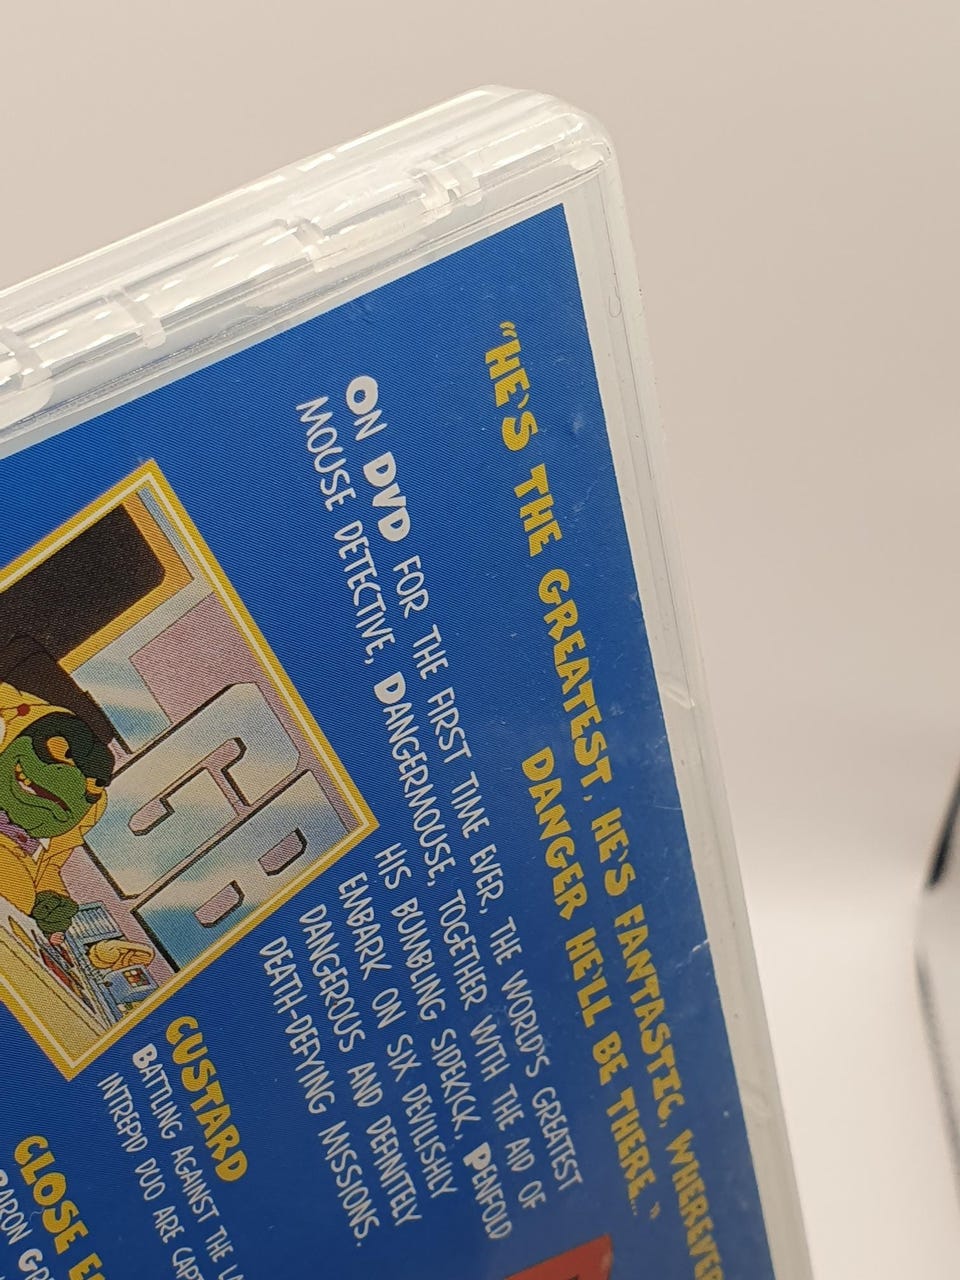 "HE'S THE GREATEST, HE'S FANTASTIC, WHEREVER
DANGER HE'LL BE THERE..."
ON DVD FOR THE FIRST TIME EVER, THE WORLD'S GREATEST
MOUSE DETECTIVE, DANGERMOUSE, TOGETHER WITH THE AID OF
HIS BUMBLING SIDEKICK, PENFOLD
EMBARK ON SIX DEVILISHLY
DANGEROUS AND DEFINITELY
DEATH-DEFYING MISSIONS.
CUSTARD
BATTLING AGAINST THE
INTREPID DUO ARE
CLOSE
BARON